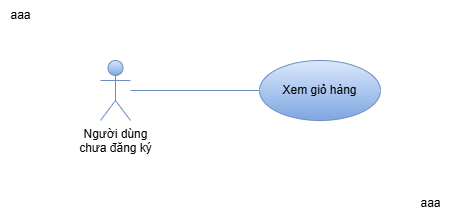 aaa
Xem giỏ hàng
Người dùng
chưa đăng ký
aaa